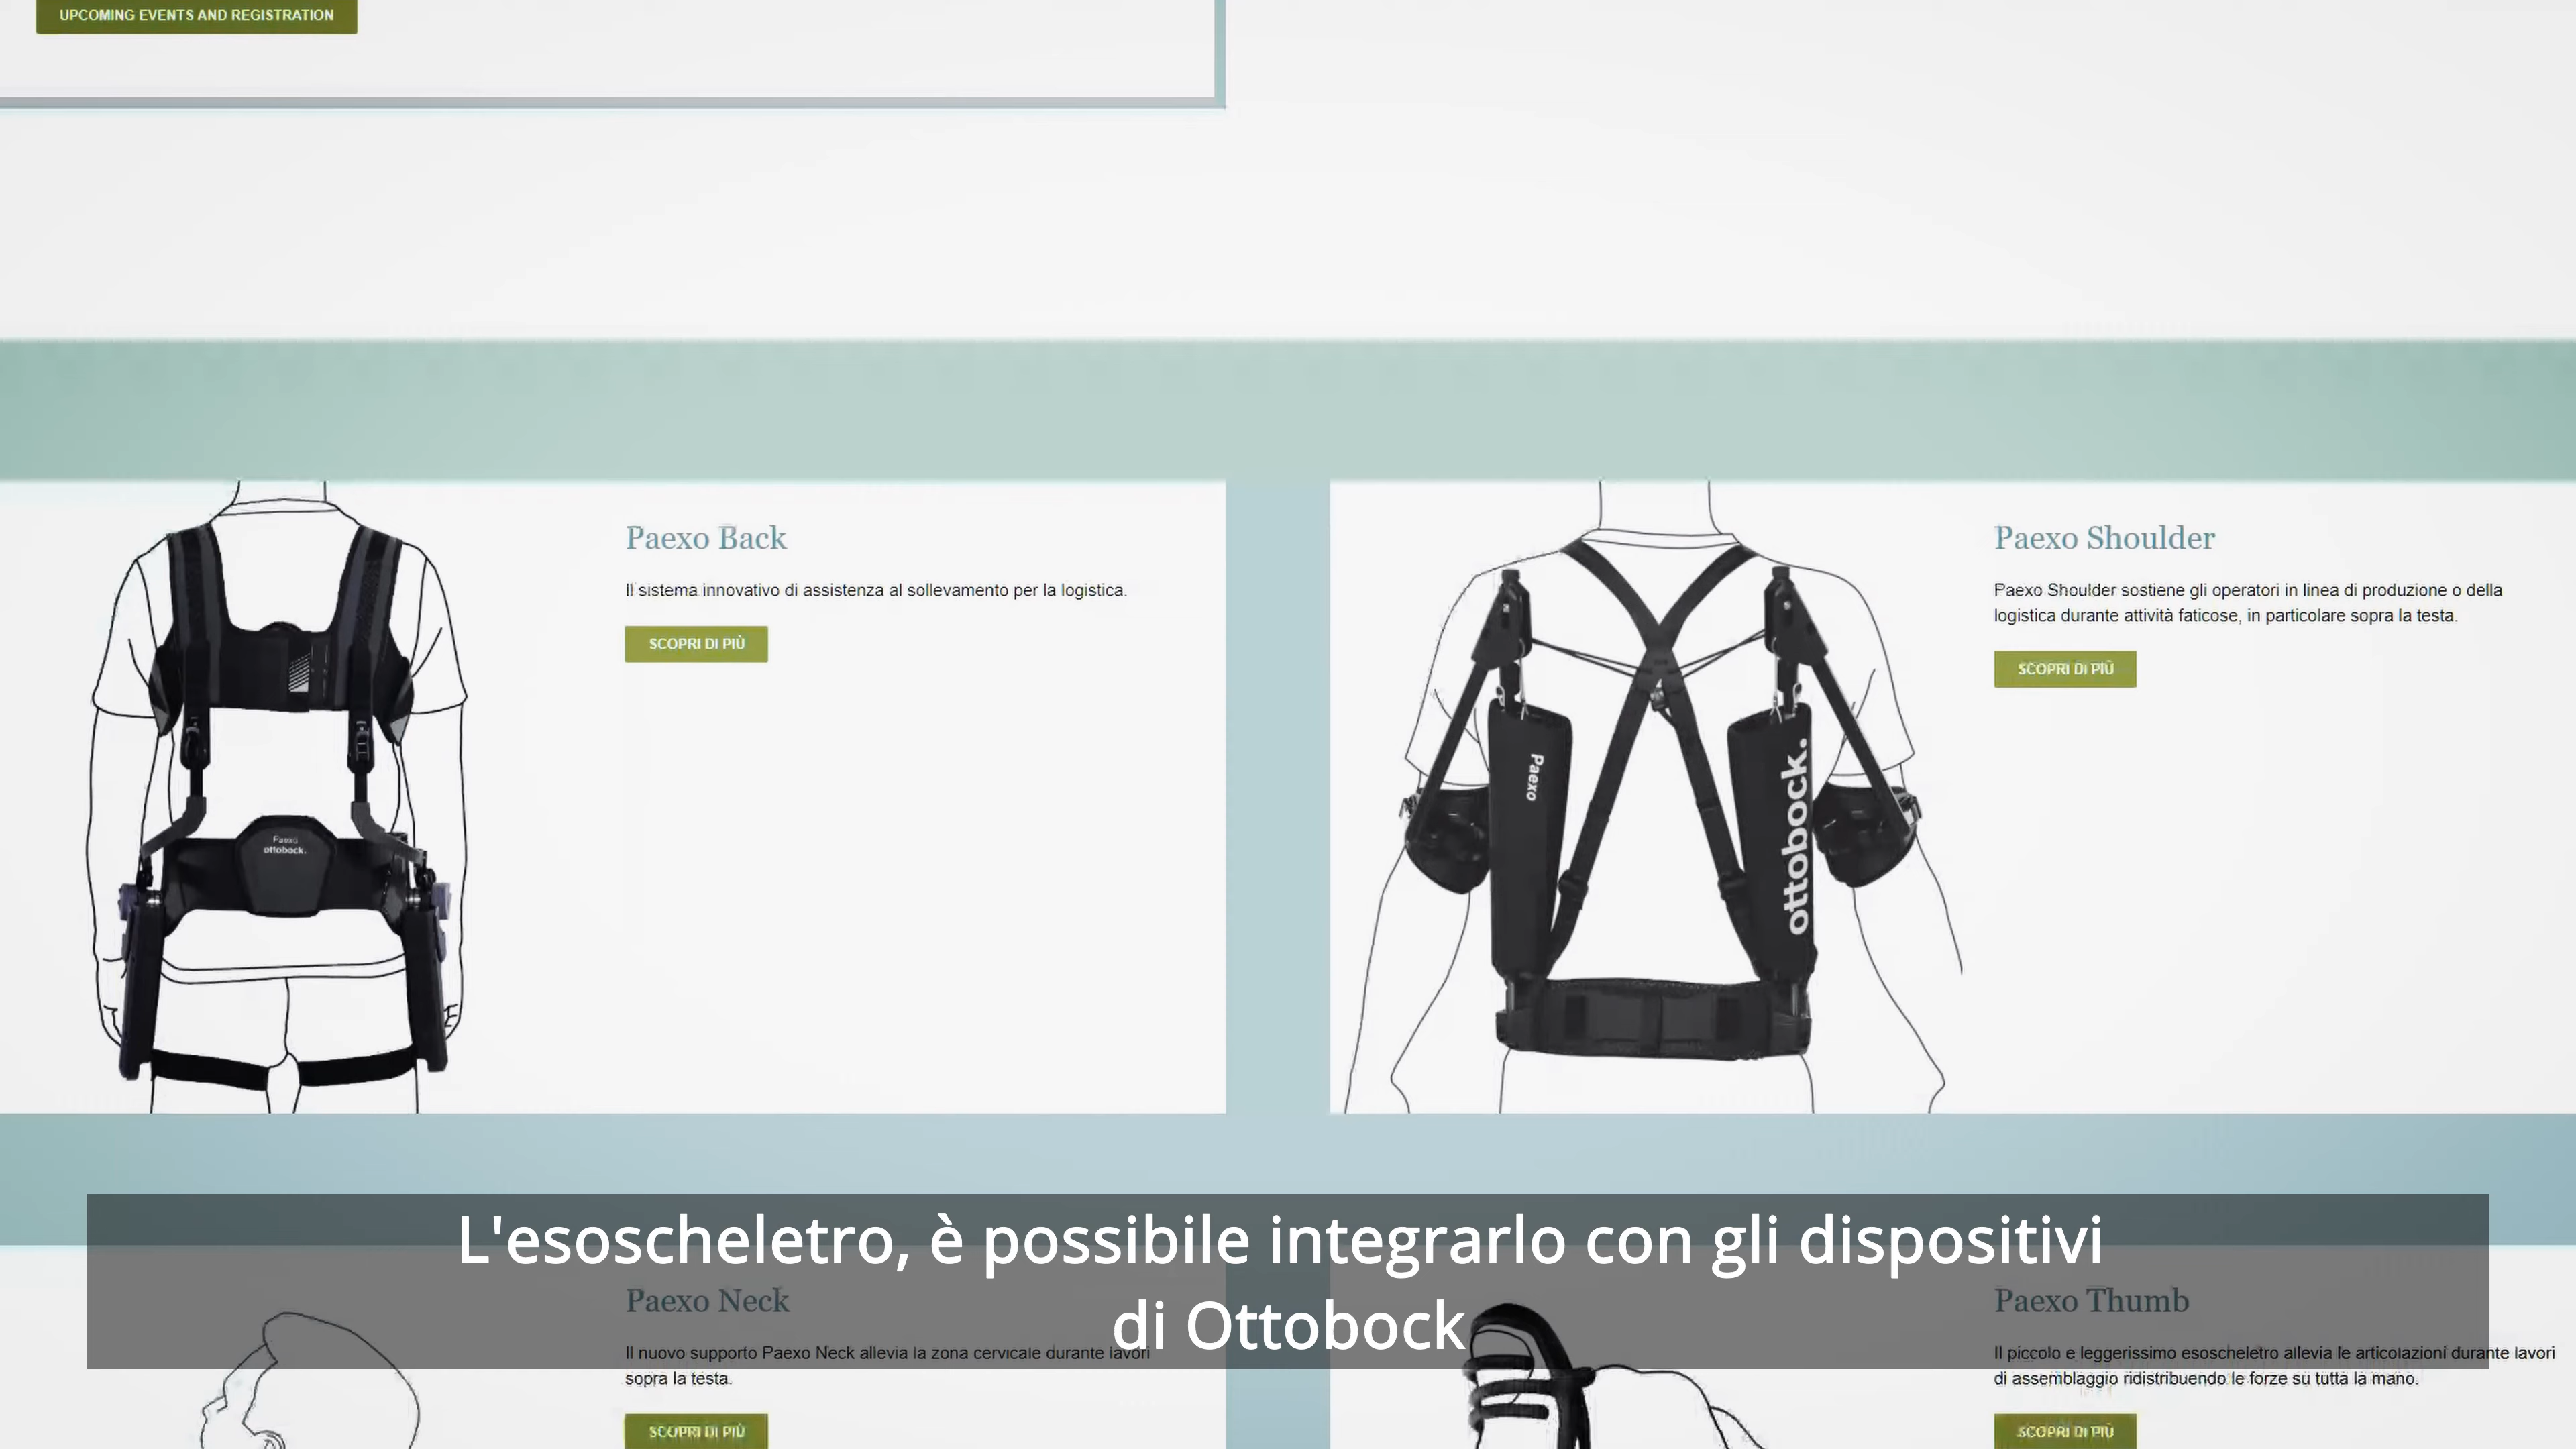 UPCOMING EVENTS AND REGISTRATION
Paexo Back
Il sistema innovativo di assistenza al sollevamento per la logistica.
SCOPRI DI PIÙ
Paexo
ottobock.
Paexo Shoulder
Paexo Shoulder sostiene gli operatori in linea di produzione o della
logistica durante attività faticose, in particolare sopra la testa.
SCOPRI DI PIÙ
Paexo
ottobock.
L'esoscheletro, è possibile integrarlo con gli dispositivi
di Ottobock
Paexo Neck
Il nuovo supporto Paexo Neck allevia la zona cervicale durante lavori
sopra la testa.
SCOPRI DI PIÙ
Paexo Thumb
Il piccolo e leggerissimo esoscheletro allevia le articolazioni durante lavori
di assemblaggio ridistribuendo le forze su tutta la mano.
SCOPRI DI PIÙ